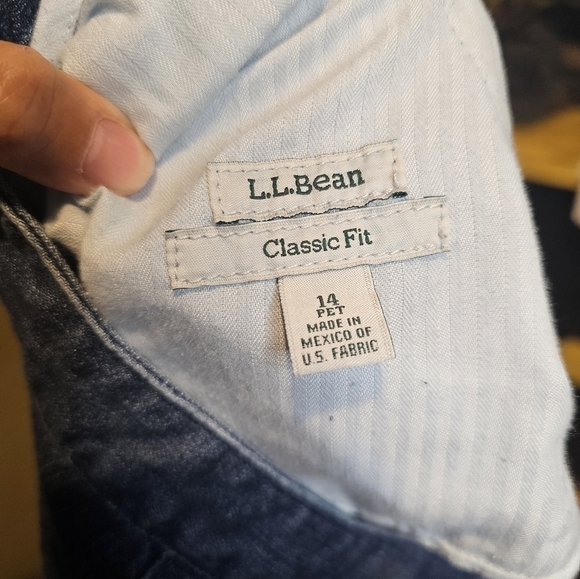 L.L.Bean
Classic Fit
14
PET
MADE IN
MEXICO OF
U.S. FABRIC